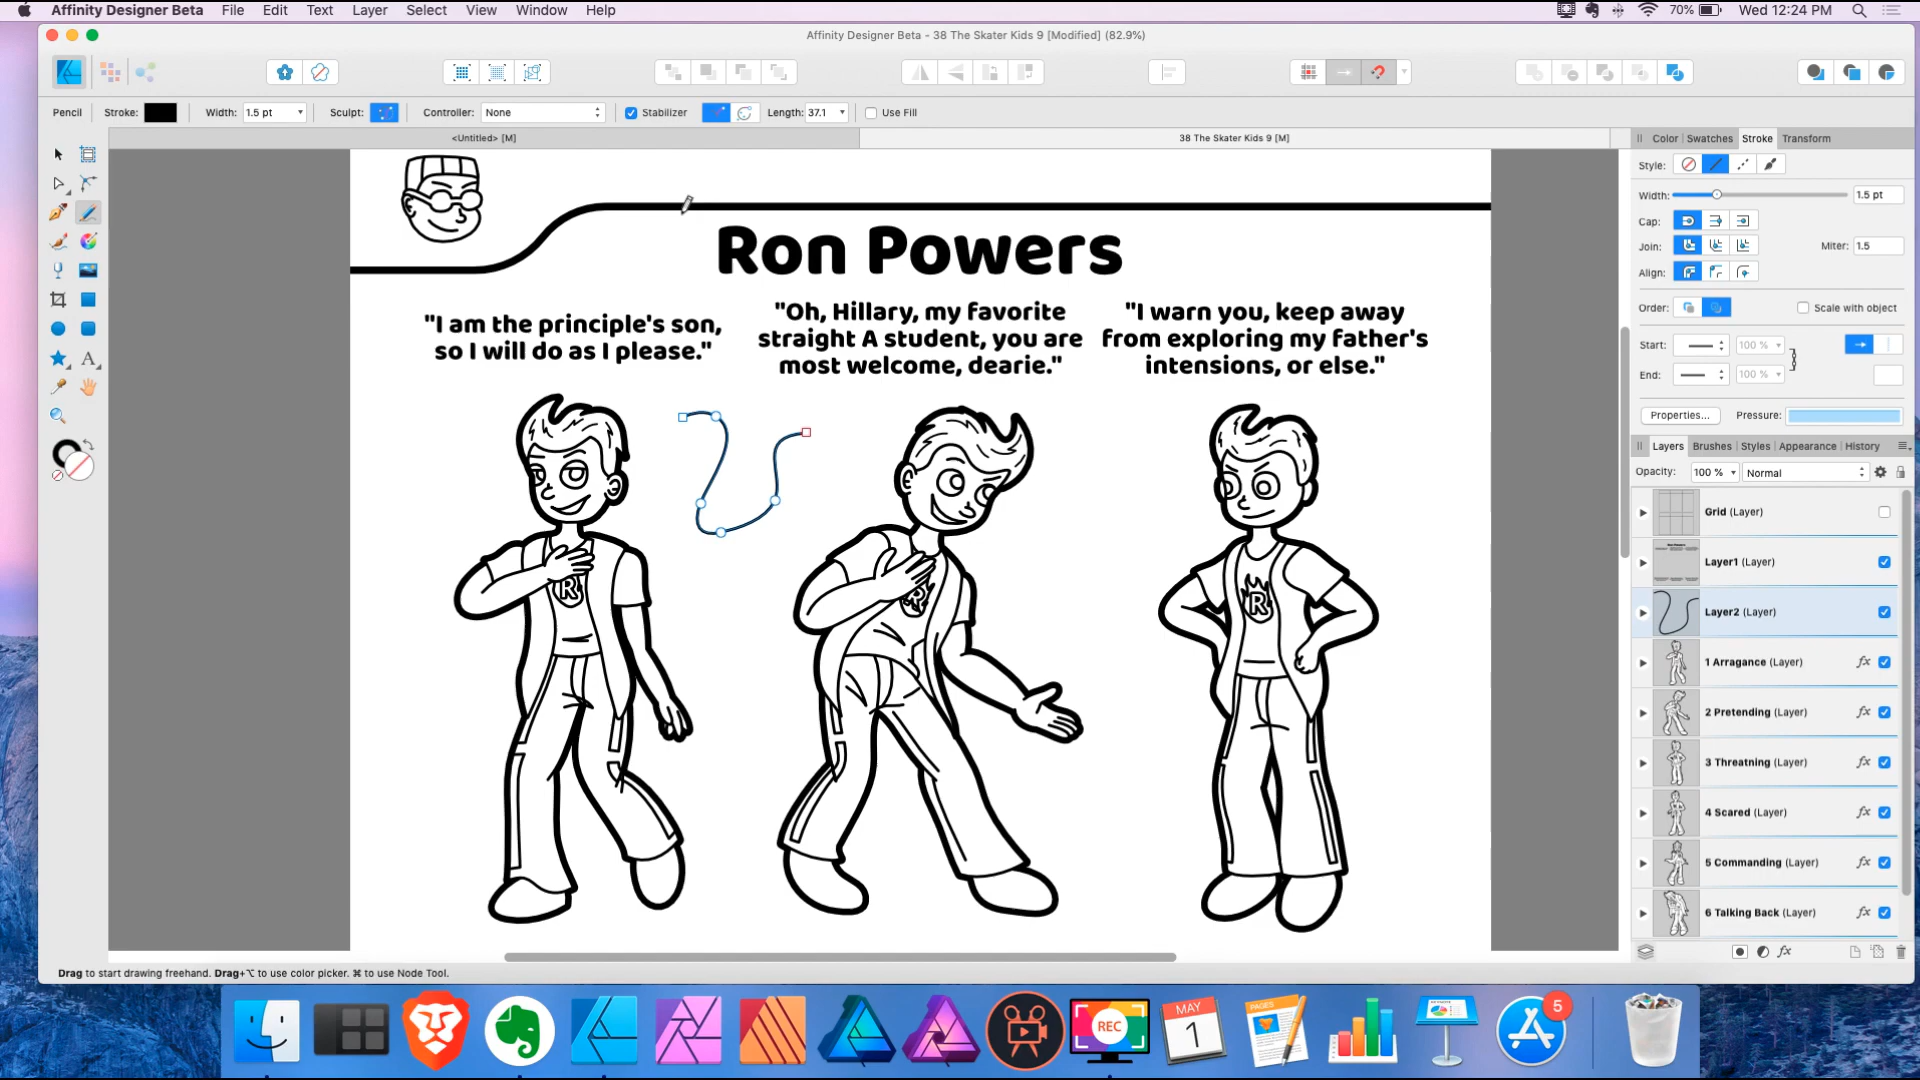 Affinity Designer Beta File Edit Text Layer Select View Window Help
70% Wed 12:24 PM
Affinity Designer Beta - 38 The Skater Kids 9 [Modified] (82.9%)
Pencil Stroke: Width: 1.5 pt Sculpt: Controller: None Stabilizer Length: 37.1 Use Fill
<Untitled> [M]
38 The Skater Kids 9 [M]
Color Swatches Stroke Transform
Style:
Width: 1.5 pt
Cap:
Join: Miter: 1.5
Align:
Order: Scale with object
Start: 100 %
End: 100 %
Properties... Pressure:
Layers Brushes Styles Appearance History
Opacity: 100 % Normal
Grid (Layer)
Layer1 (Layer)
Layer2 (Layer)
1 Arragance (Layer) fx
2 Pretending (Layer) fx
3 Threatning (Layer) fx
4 Scared (Layer) fx
5 Commanding (Layer) fx
6 Talking Back (Layer) fx
fx
Ron Powers
"I am the principle's son,
so I will do as I please."
"Oh, Hillary, my favorite
straight A student, you are
most welcome, dearie."
"I warn you, keep away
from exploring my father's
intensions, or else."
R
R
R
Drag to start drawing freehand. Drag+⌥ to use color picker. ⌘ to use Node Tool.
REC
MAY
1
PAGES
5